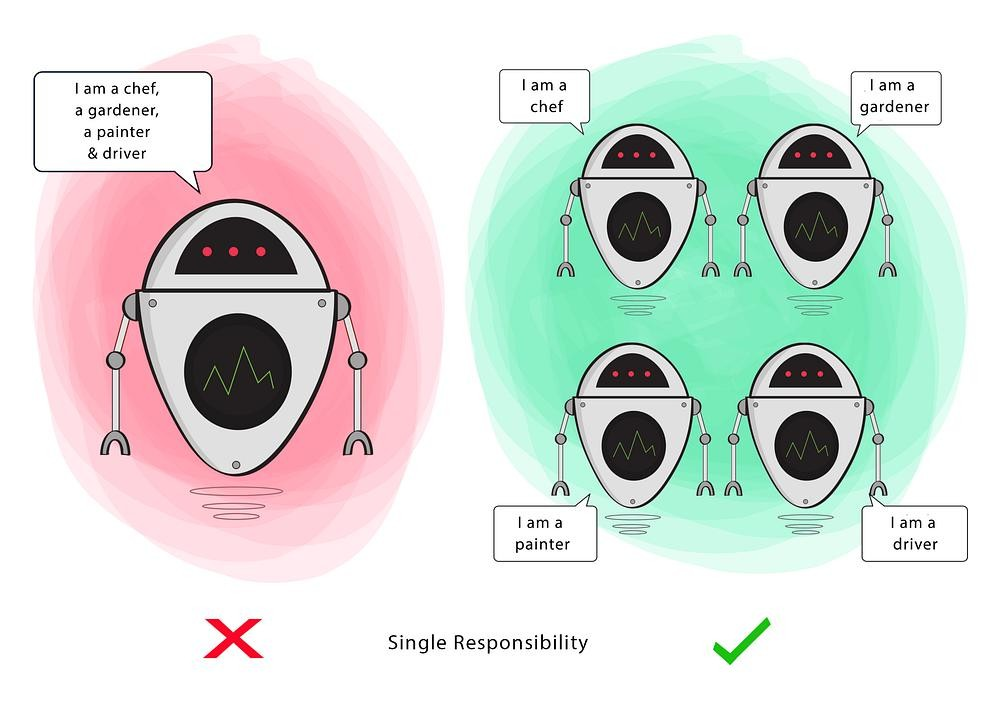 I am a chef,
a gardener,
a painter
& driver
I am a
chef
I am a
gardener
I am a
painter
I am a
driver
Single Responsibility